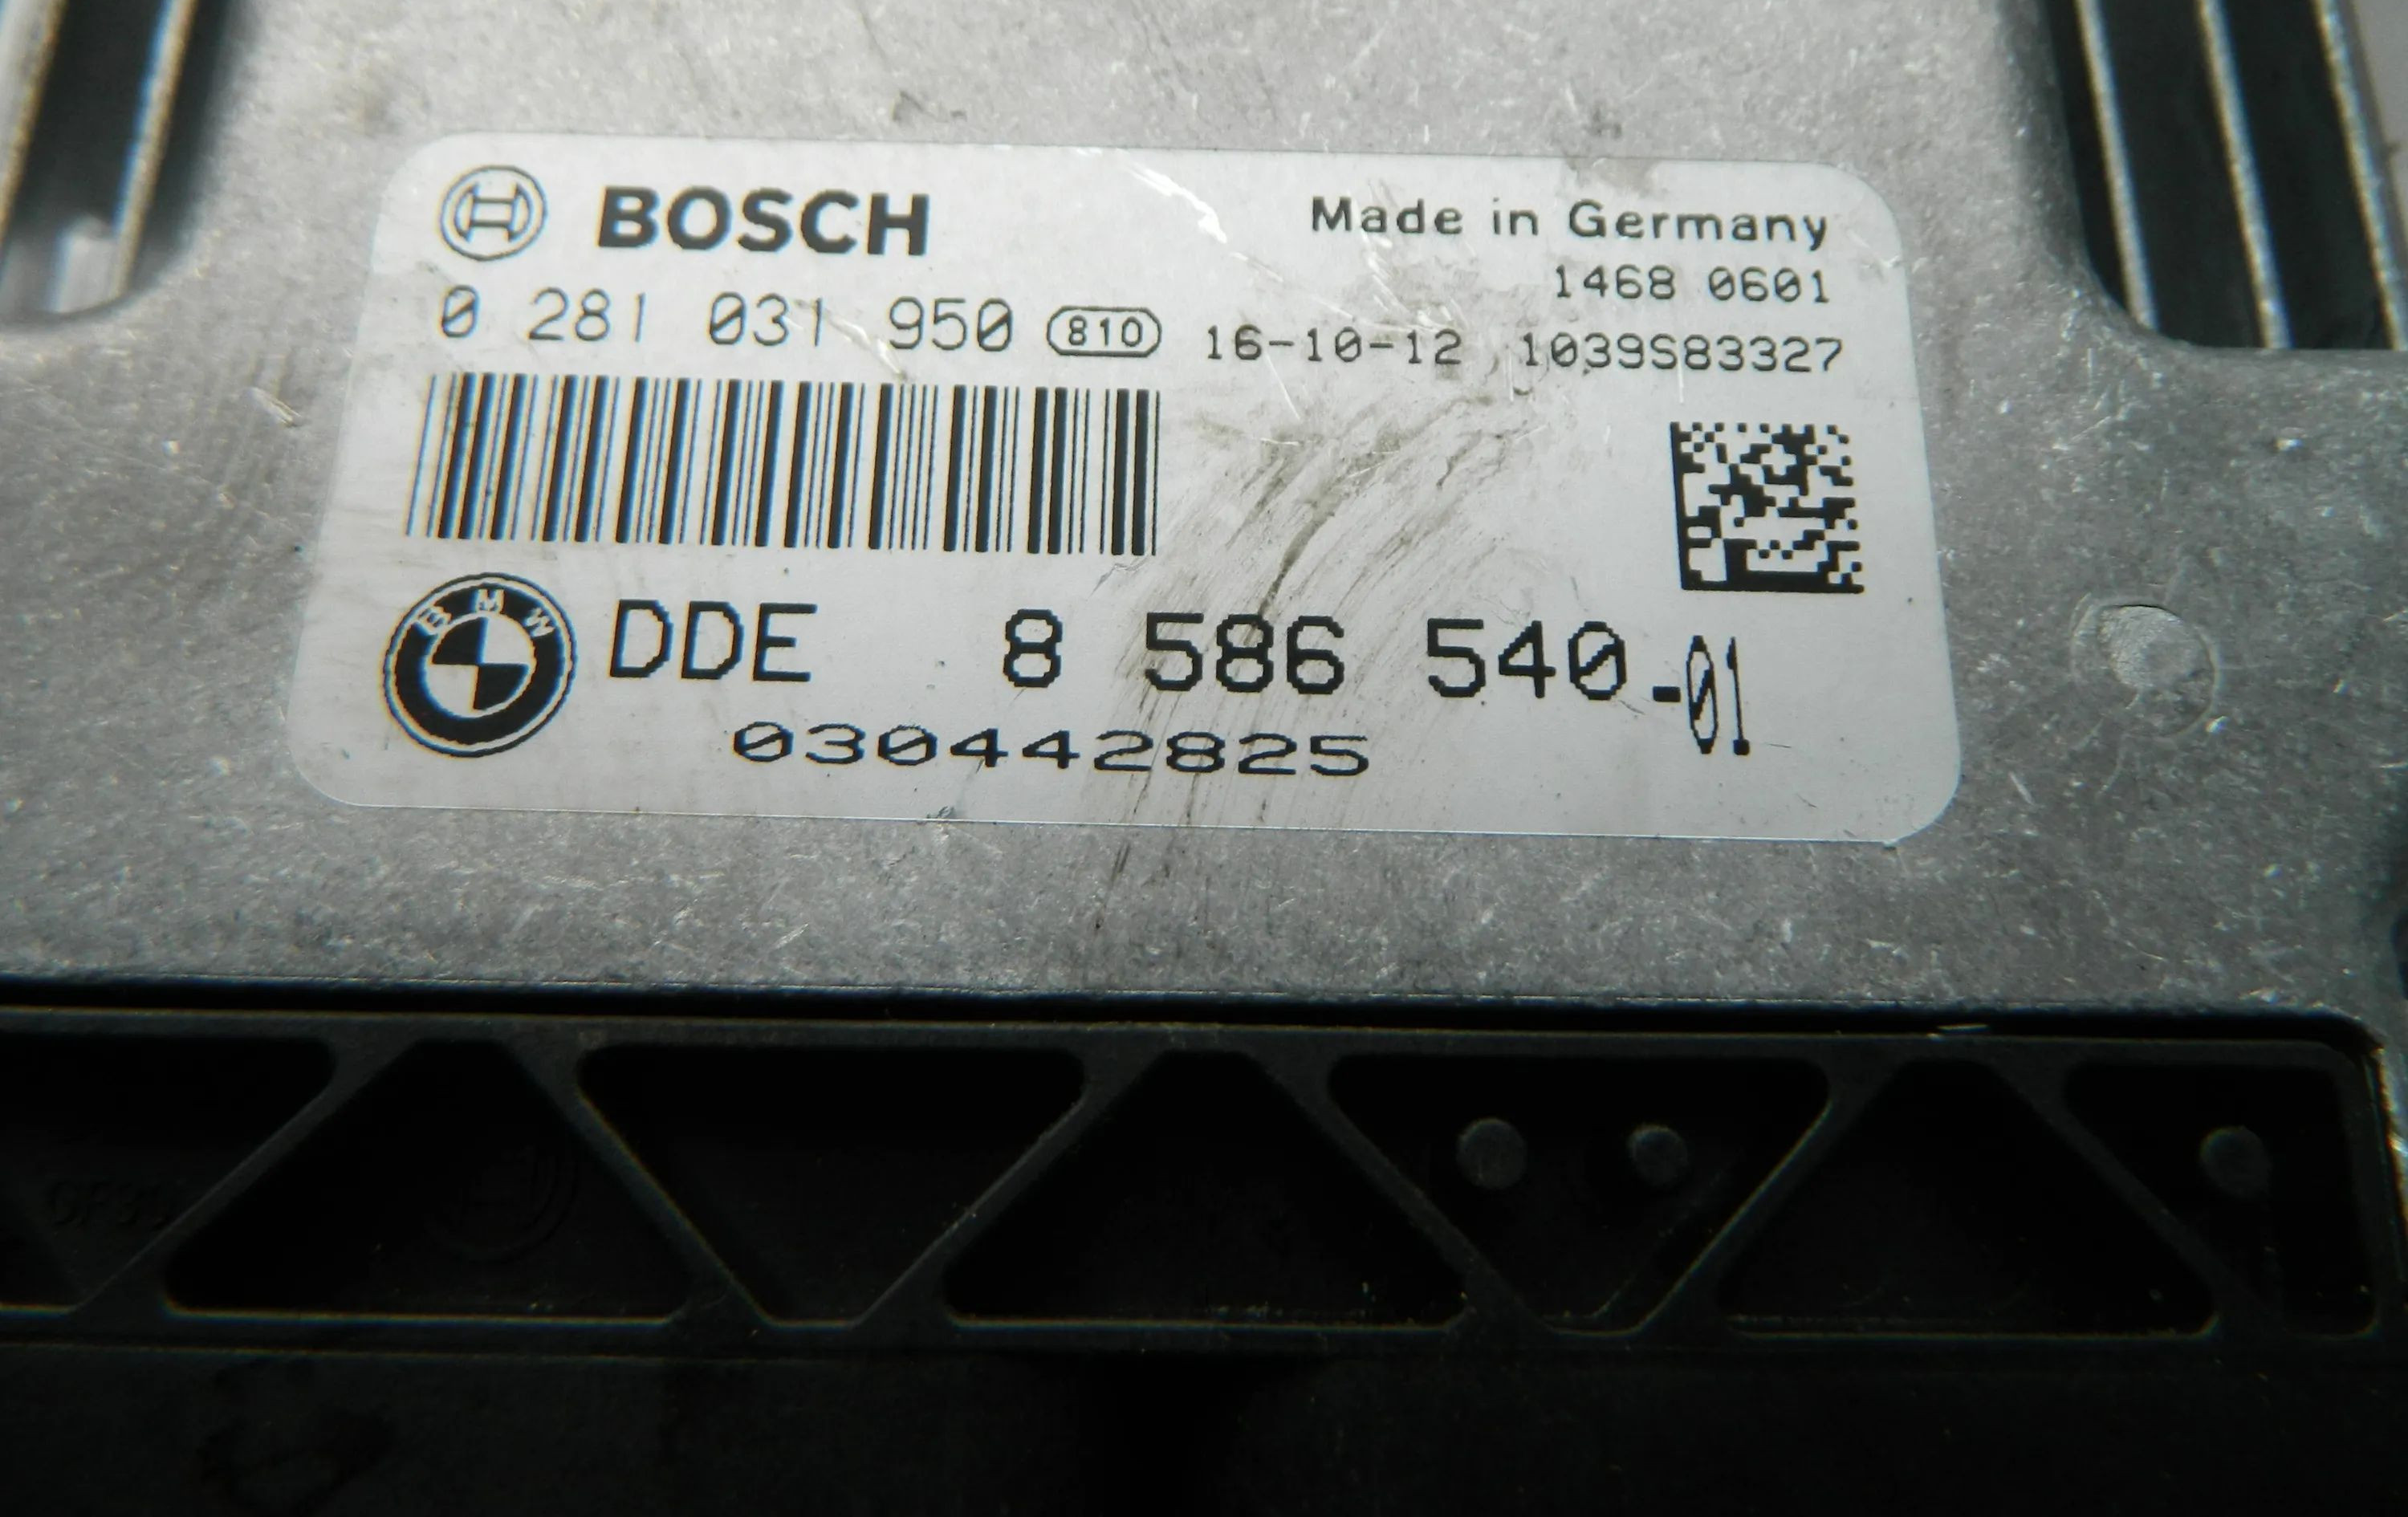 BOSCH
Made in Germany
1468 0601
0 281 031 950 810 16-10-12 1039S83327
BMW
DDE 8 586 540-01
030442825